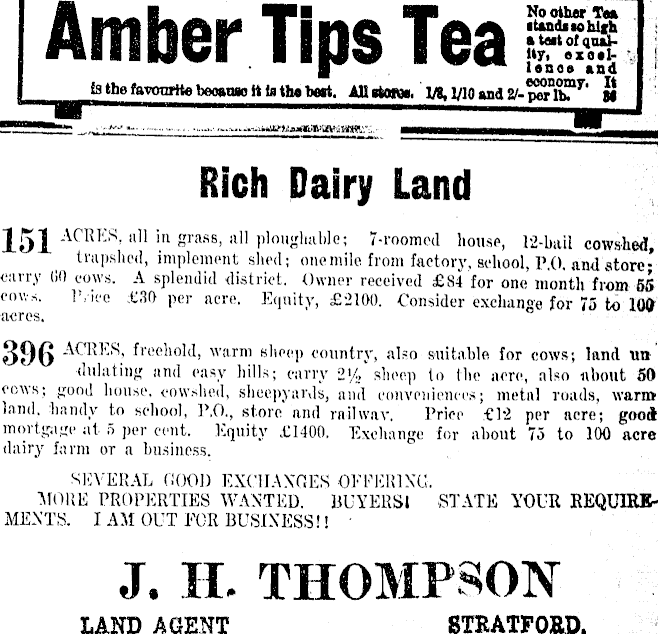 Amber Tips Tea
No other Tea
stands so high
a test of qual-
ity, excel-
lence and
economy. It
is the favourite because it is the best. All stores. 1/8, 1/10 and 2/- per lb. 36
Rich Dairy Land
151 ACRES, all in grass, all ploughable; 7-roomed house, 12-bail cowshed,
trapshed, implement shed; one mile from factory, school, P.O. and store;
carry 60 cows. A splendid district. Owner received £84 for one month from 55
cows. Price £30 per acre. Equity, £2100. Consider exchange for 75 to 100
acres.
396 ACRES, freehold, warm sheep country, also suitable for cows; land un
dulating and easy hills; carry 2½ sheep to the acre, also about 50
cows; good house, cowshed, sheepyards, and conveniences; metal roads, warm
land, handy to school, P.O., store and railway. Price £12 per acre; good
mortgage at 5 per cent. Equity £1400. Exchange for about 75 to 100 acre
dairy farm or a business.
SEVERAL GOOD EXCHANGES OFFERING.
MORE PROPERTIES WANTED. BUYERS! STATE YOUR REQUIRE-
MENTS. I AM OUT FOR BUSINESS!!
J. H. THOMPSON
LAND AGENT STRATFORD.